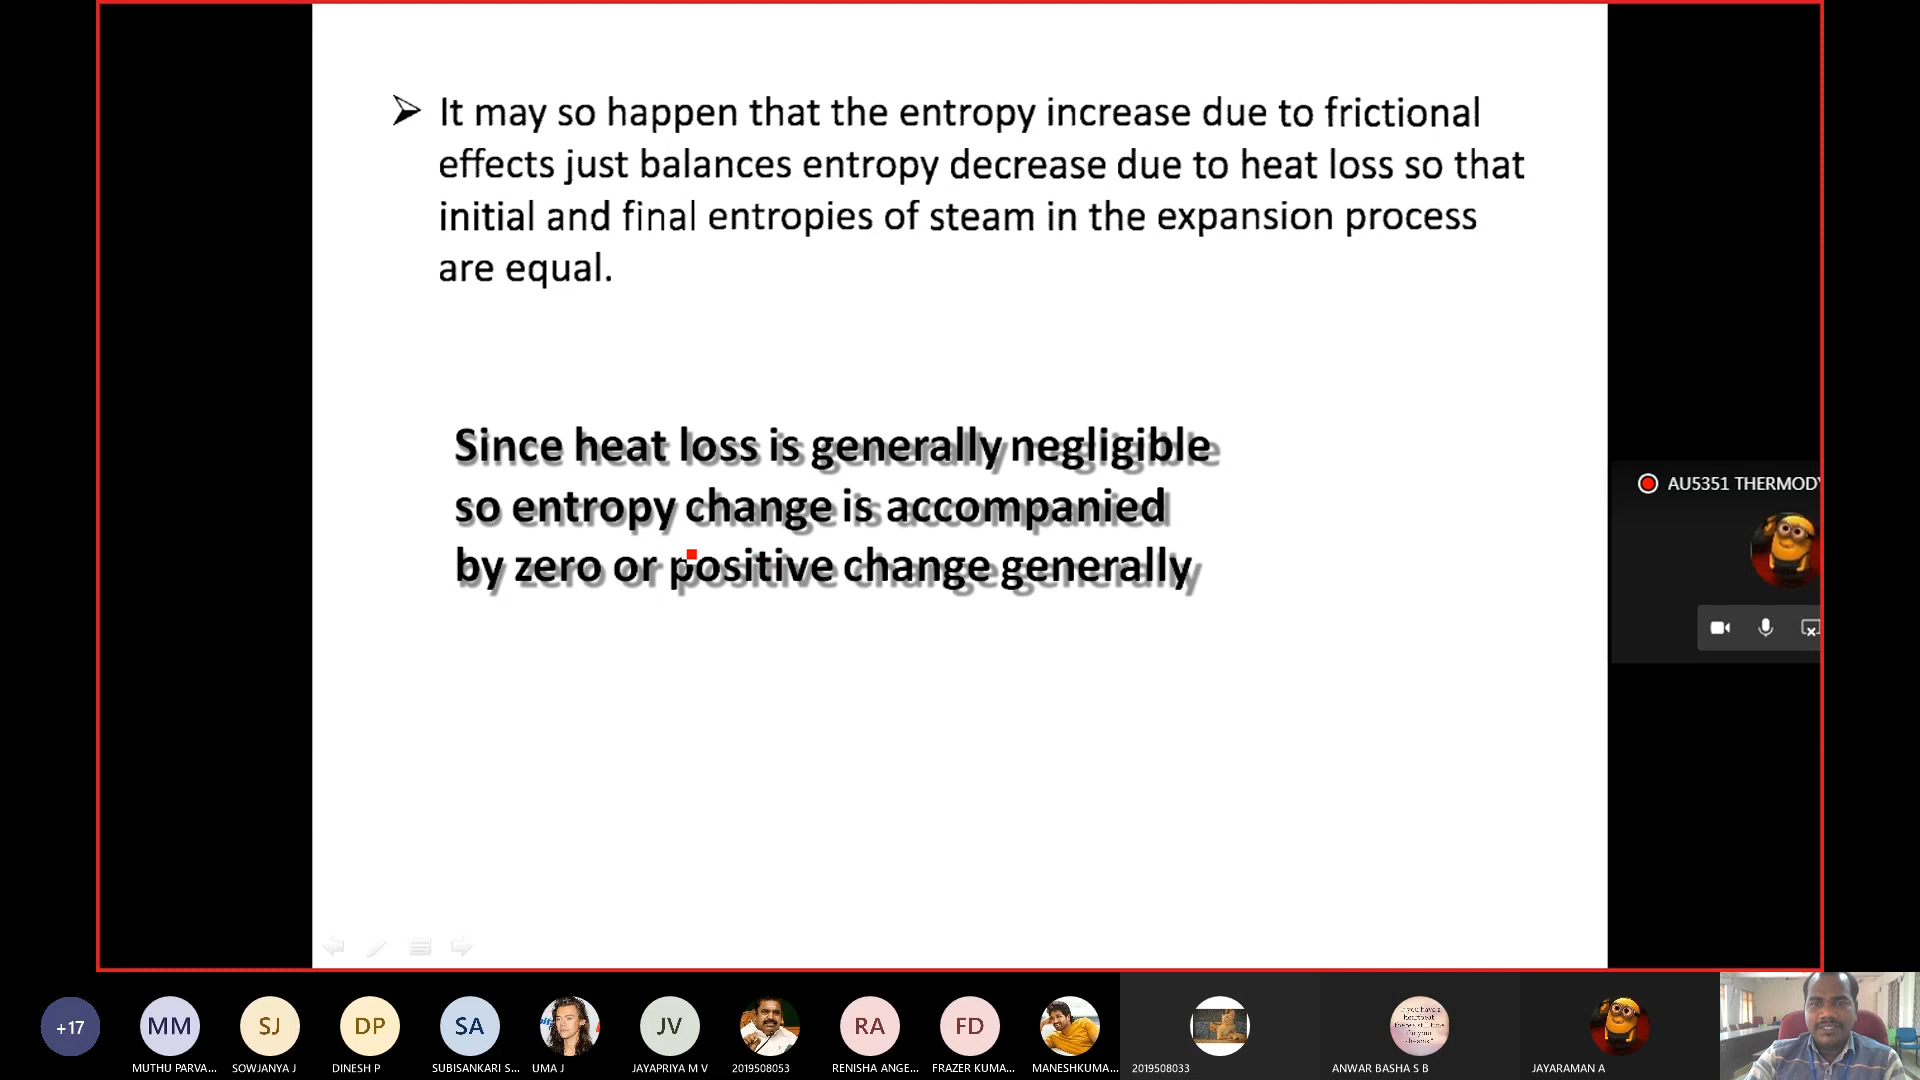 It may so happen that the entropy increase due to frictional
effects just balances entropy decrease due to heat loss so that
initial and final entropies of steam in the expansion process
are equal.
Since heat loss is generally negligible
so entropy change is accompanied
by zero or positive change generally
AU5351 THERMODY
+17
MM
SJ
DP
SA
JV
RA
FD
MUTHU PARVA...
SOWJANYA J
DINESH P
SUBISANKARI S...
UMA J
JAYAPRIYA M V
2019508053
RENISHA ANGE...
FRAZER KUMA...
MANESHKUMA...
2019508033
ANWAR BASHA S B
JAYARAMAN A